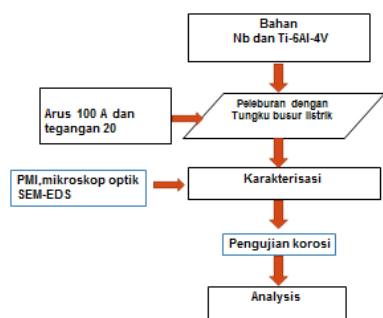 Bahan
Nb dan Ti-6Al-4V
Arus 100 A dan
tegangan 20
Peleburan dengan
Tungku busur listrik
PMI,mikroskop optik
SEM-EDS
Karakterisasi
Pengujian korosi
Analysis